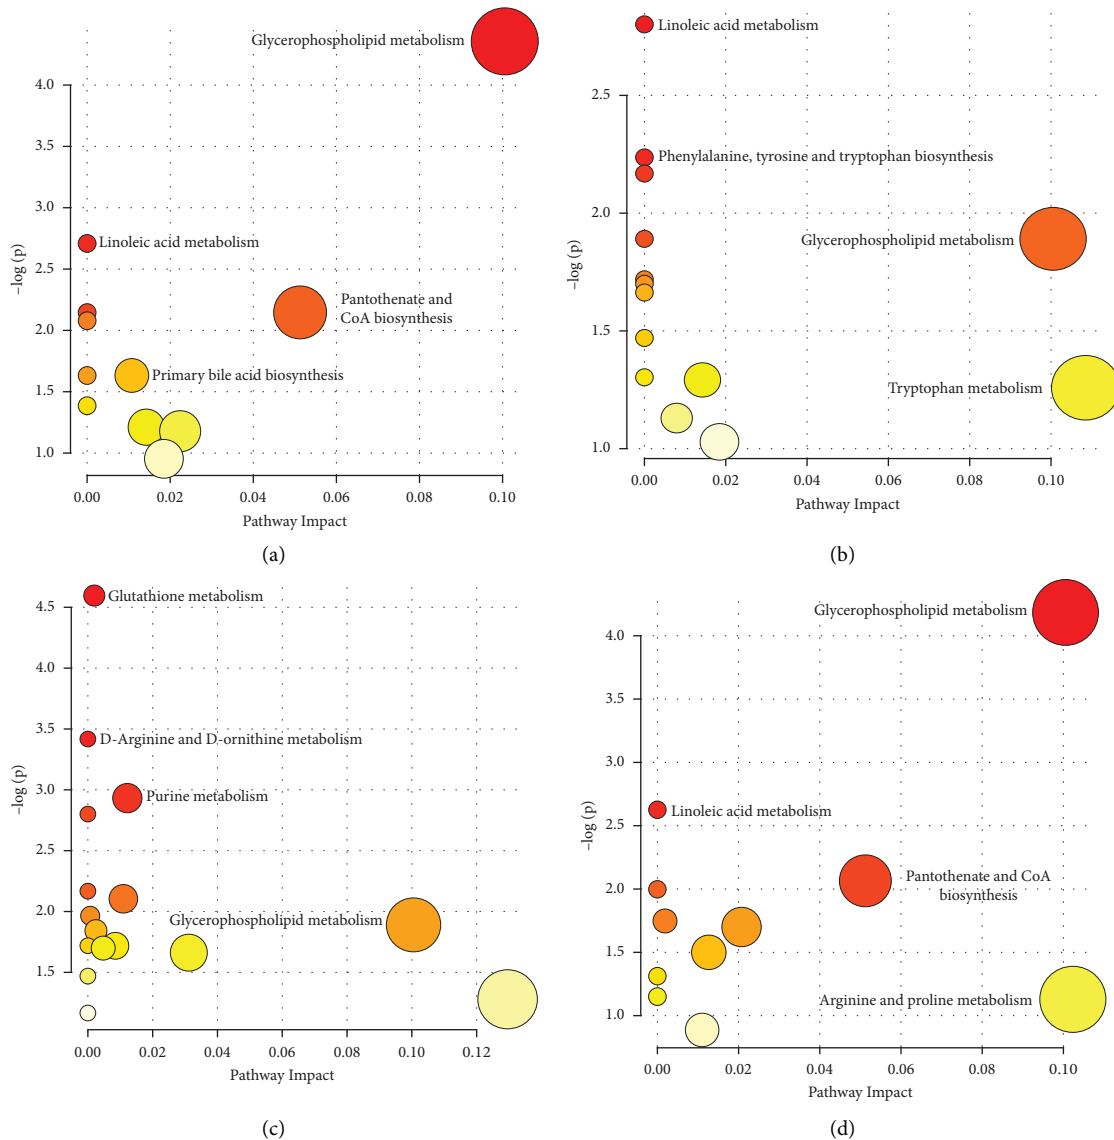 Glycerophospholipid metabolism
4.0
3.5
3.0
Linoleic acid metabolism
2.5
Pantothenate and
CoA biosynthesis
2.0
Primary bile acid biosynthesis
1.5
1.0
−log (p)
0.00 0.02 0.04 0.06 0.08 0.10
Pathway Impact
(a)
Linoleic acid metabolism
2.5
Phenylalanine, tyrosine and tryptophan biosynthesis
2.0
Glycerophospholipid metabolism
1.5
Tryptophan metabolism
1.0
−log (p)
0.00 0.02 0.04 0.06 0.08 0.10
Pathway Impact
(b)
Glutathione metabolism
4.5
4.0
3.5
D-Arginine and D-ornithine metabolism
3.0
Purine metabolism
2.5
2.0
Glycerophospholipid metabolism
1.5
−log (p)
0.00 0.02 0.04 0.06 0.08 0.10 0.12
Pathway Impact
(c)
Glycerophospholipid metabolism
4.0
3.5
3.0
Linoleic acid metabolism
2.5
Pantothenate and CoA
biosynthesis
2.0
1.5
Arginine and proline metabolism
1.0
−log (p)
0.00 0.02 0.04 0.06 0.08 0.10
Pathway Impact
(d)